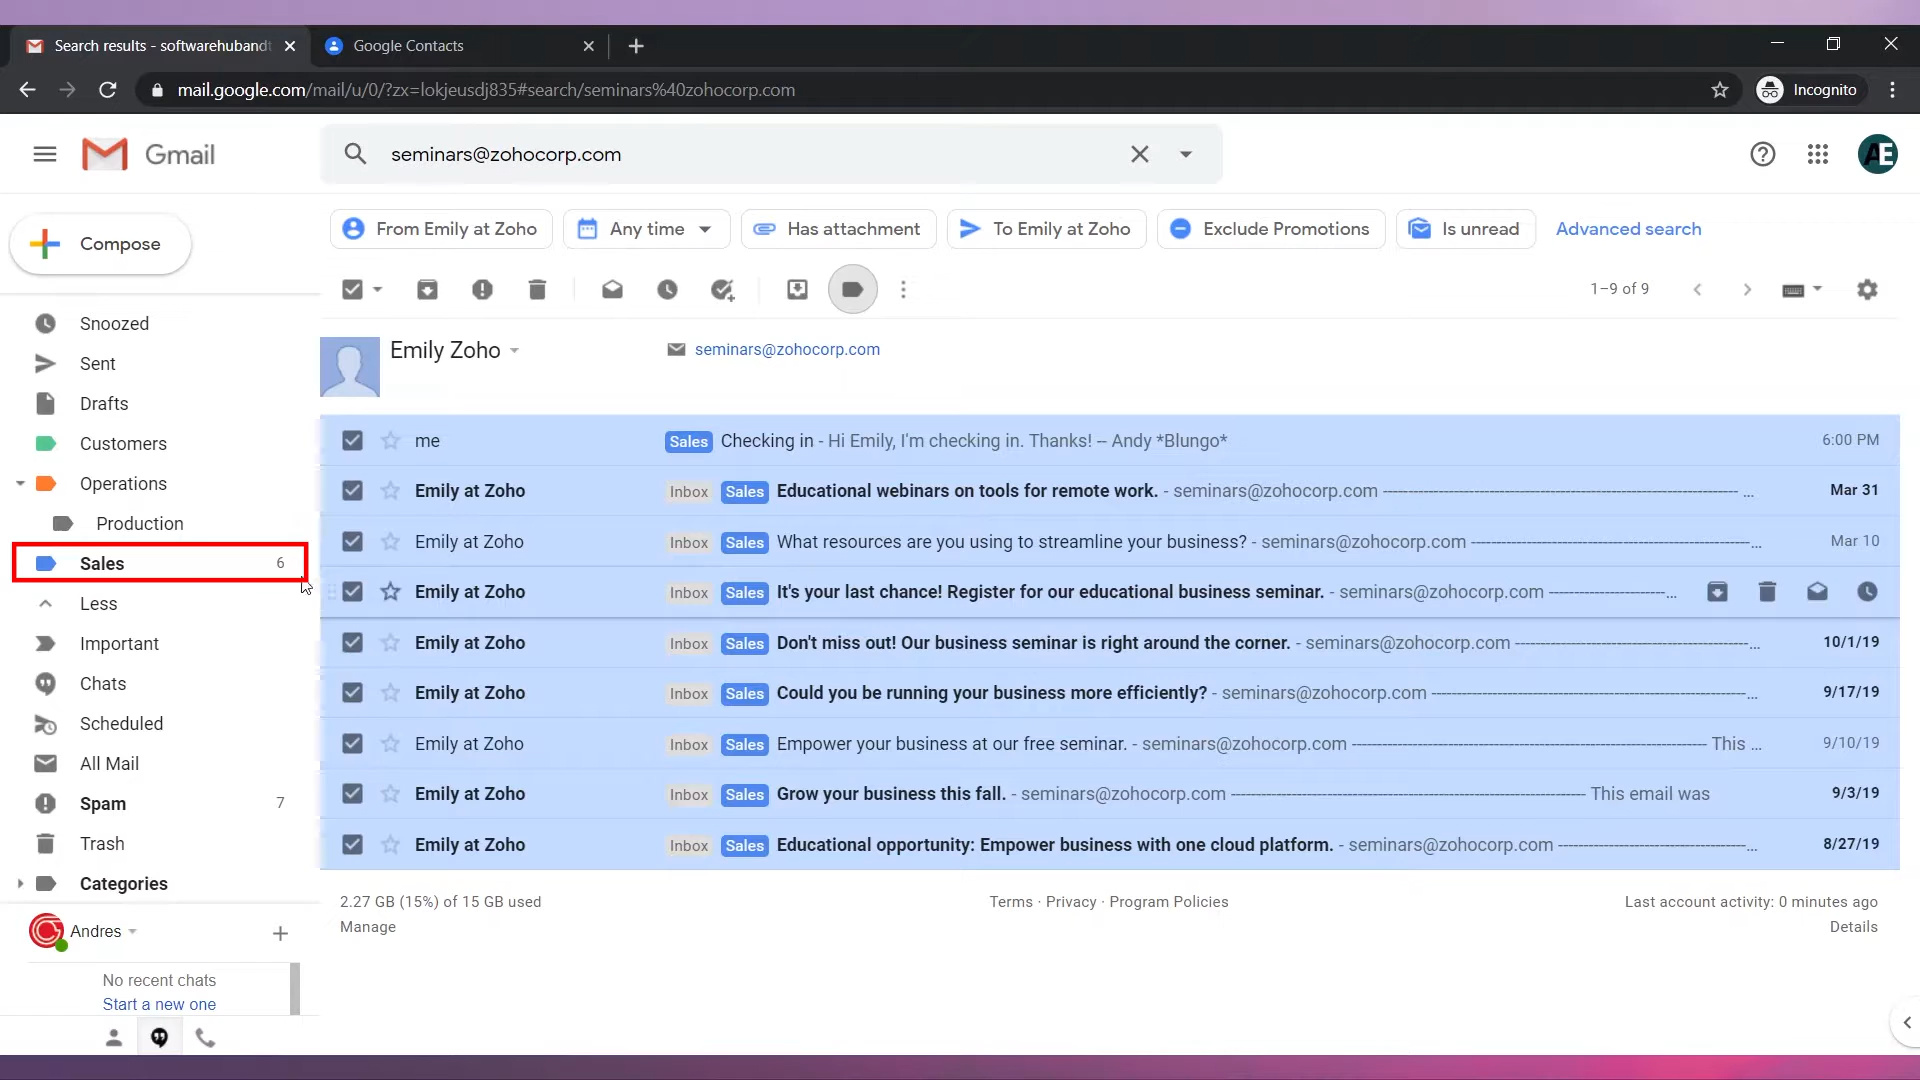 Search results - softwarehubandt
Google Contacts
mail.google.com/mail/u/0/?zx=lokjeusdj835#search/seminars%40zohocorp.com
Incognito
Gmail
seminars@zohocorp.com
AE
Compose
From Emily at Zoho
Any time
Has attachment
To Emily at Zoho
Exclude Promotions
Is unread
Advanced search
1–9 of 9
Snoozed
Sent
Drafts
Customers
Operations
Production
Sales 6
Less
Important
Chats
Scheduled
All Mail
Spam 7
Trash
Categories
Emily Zoho
seminars@zohocorp.com
me Sales Checking in - Hi Emily, I'm checking in. Thanks! -- Andy *Blungo* 6:00 PM
Emily at Zoho Inbox Sales Educational webinars on tools for remote work. - seminars@zohocorp.com ... Mar 31
Emily at Zoho Inbox Sales What resources are you using to streamline your business? - seminars@zohocorp.com ... Mar 10
Emily at Zoho Inbox Sales It's your last chance! Register for our educational business seminar. - seminars@zohocorp.com ...
Emily at Zoho Inbox Sales Don't miss out! Our business seminar is right around the corner. - seminars@zohocorp.com ... 10/1/19
Emily at Zoho Inbox Sales Could you be running your business more efficiently? - seminars@zohocorp.com ... 9/17/19
Emily at Zoho Inbox Sales Empower your business at our free seminar. - seminars@zohocorp.com This ... 9/10/19
Emily at Zoho Inbox Sales Grow your business this fall. - seminars@zohocorp.com This email was 9/3/19
Emily at Zoho Inbox Sales Educational opportunity: Empower business with one cloud platform. - seminars@zohocorp.com ... 8/27/19
2.27 GB (15%) of 15 GB used
Manage
Terms · Privacy · Program Policies
Last account activity: 0 minutes ago
Details
Andres
No recent chats
Start a new one